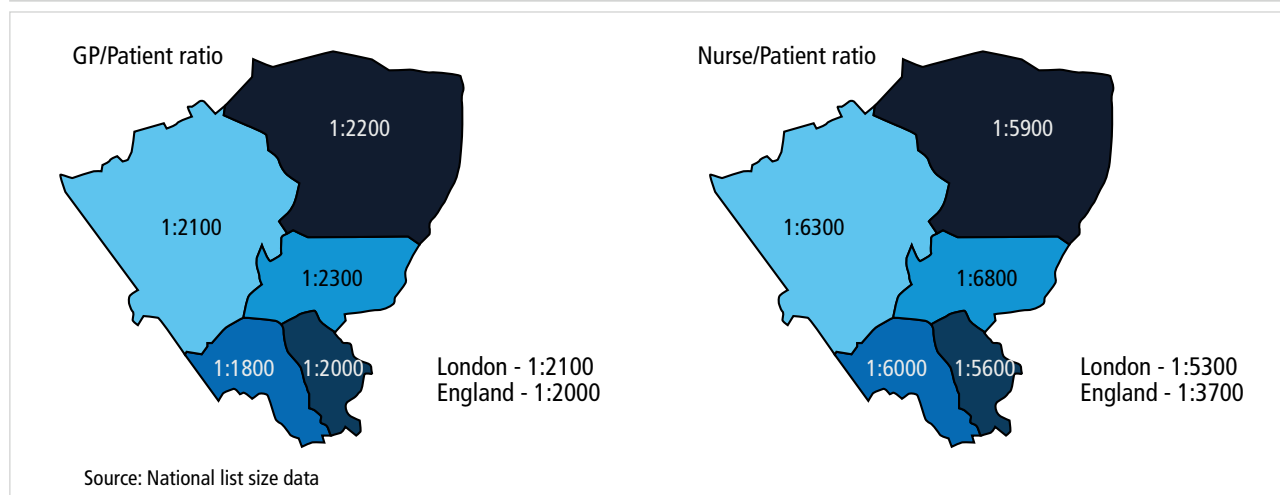 GP/Patient ratio
1:2200
1:2100
1:2300
1:1800
1:2000
London - 1:2100
England - 1:2000
Nurse/Patient ratio
1:5900
1:6300
1:6800
1:6000
1:5600
London - 1:5300
England - 1:3700
Source: National list size data